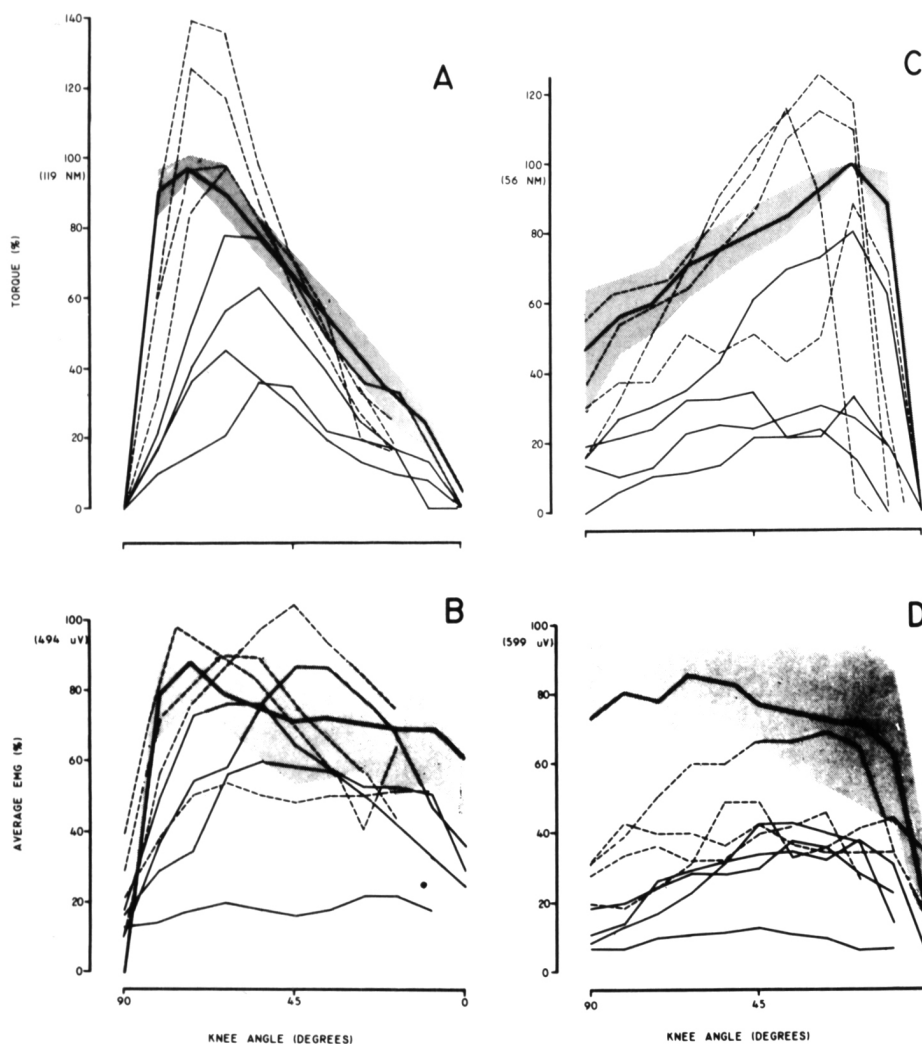 A
140
120
100
(119 NM)
80
60
40
20
0
TORQUE (%)
C
120
100
(56 NM)
80
60
40
20
0
B
100
(494 uV)
80
60
40
20
0
AVERAGE EMG (%)
90
45
0
KNEE ANGLE (DEGREES)
D
100
(599 uV)
80
60
40
20
0
90
45
KNEE ANGLE (DEGREES)